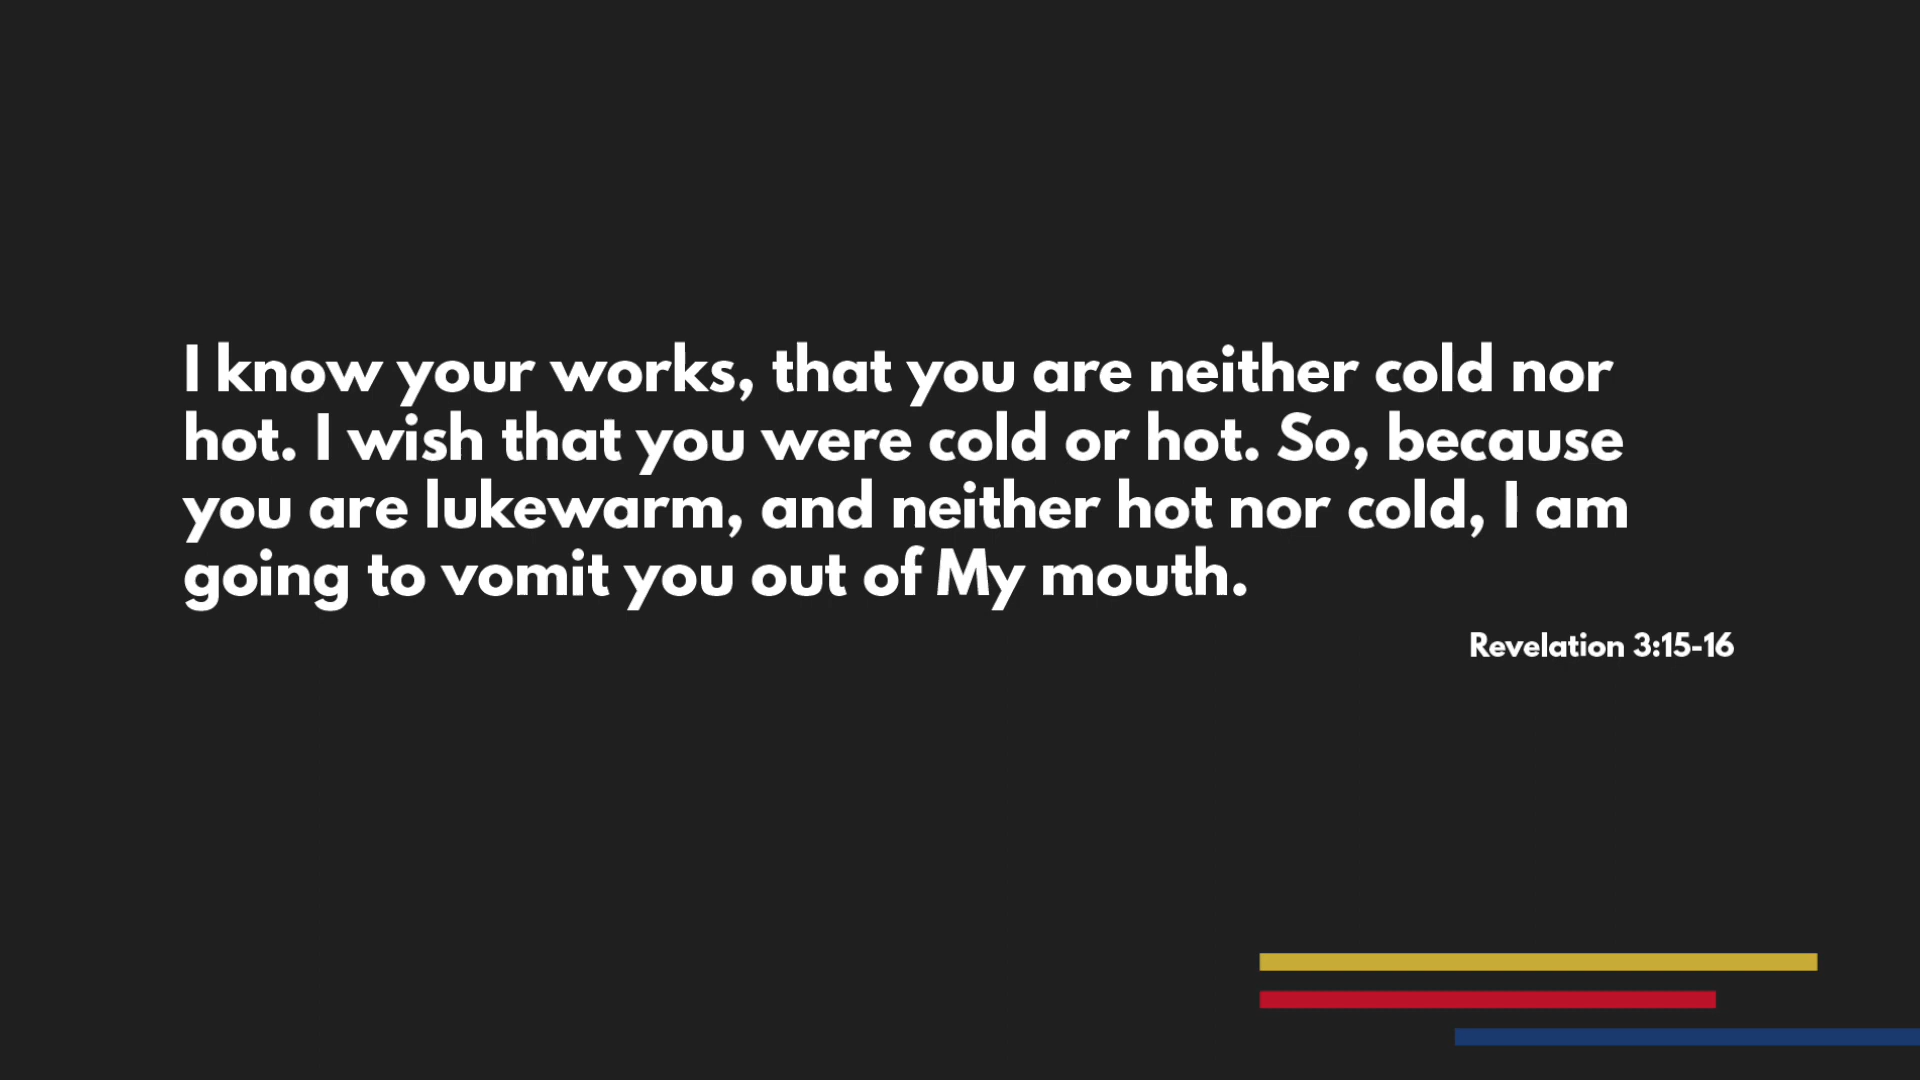 I know your works, that you are neither cold nor
hot. I wish that you were cold or hot. So, because
you are lukewarm, and neither hot nor cold, I am
going to vomit you out of My mouth.
Revelation 3:15-16